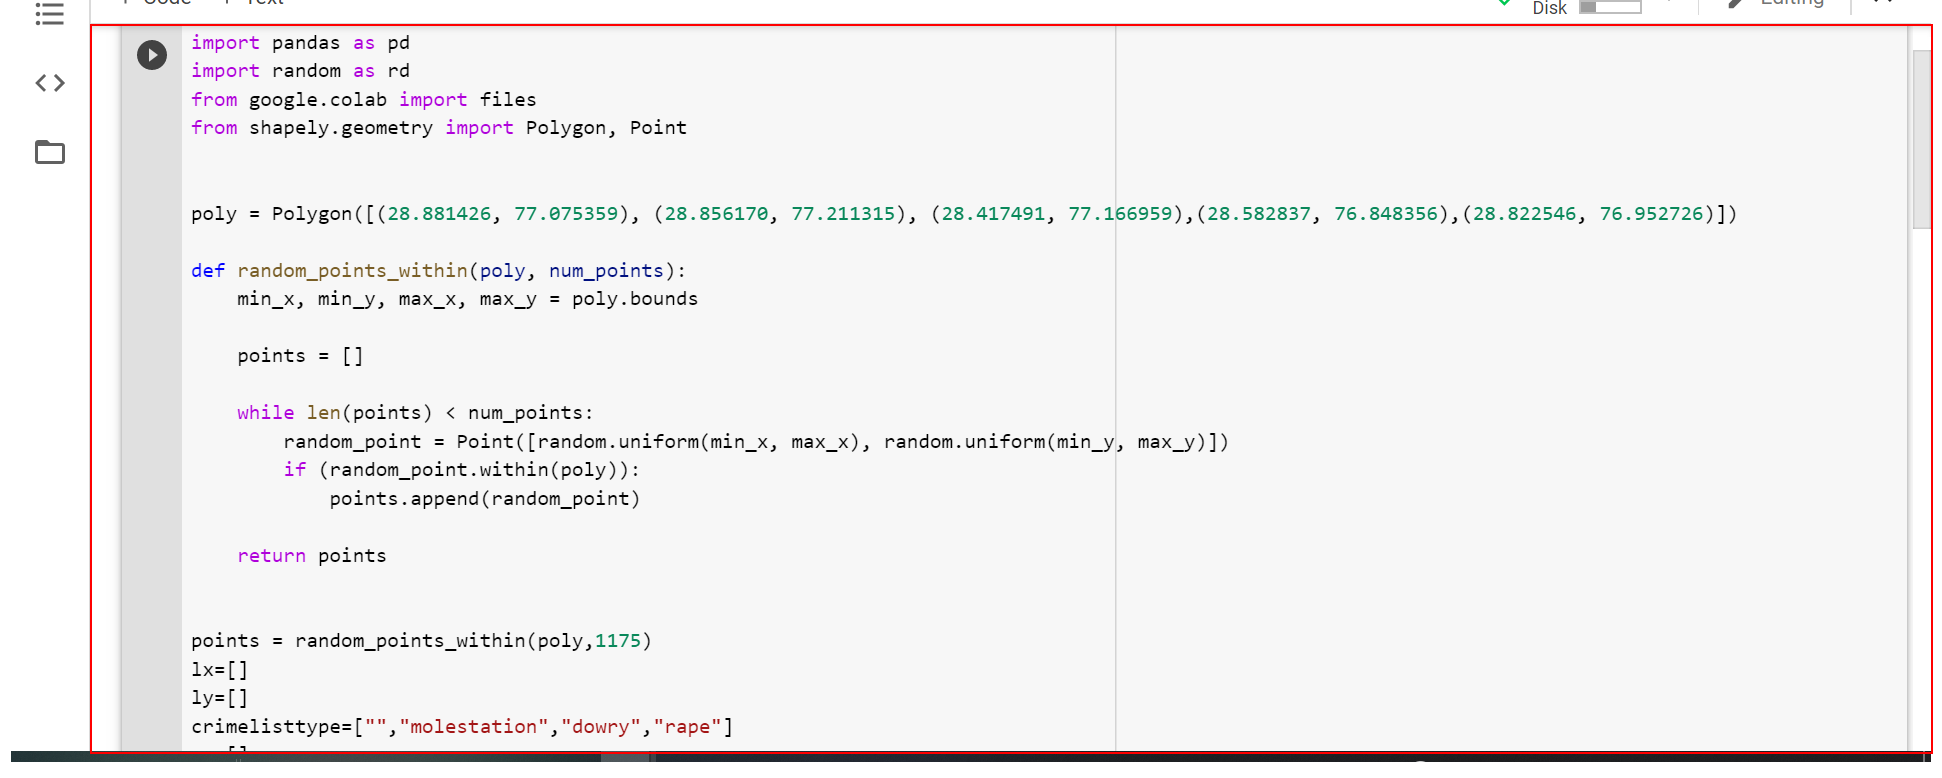 Code Text
Disk Editing
import pandas as pd
import random as rd
from google.colab import files
from shapely.geometry import Polygon, Point
poly = Polygon([(28.881426, 77.075359), (28.856170, 77.211315), (28.417491, 77.166959),(28.582837, 76.848356),(28.822546, 76.952726)])
def random_points_within(poly, num_points):
    min_x, min_y, max_x, max_y = poly.bounds
    points = []
    while len(points) < num_points:
        random_point = Point([random.uniform(min_x, max_x), random.uniform(min_y, max_y)])
        if (random_point.within(poly)):
            points.append(random_point)
    return points
points = random_points_within(poly,1175)
lx=[]
ly=[]
crimelisttype=["","molestation","dowry","rape"]